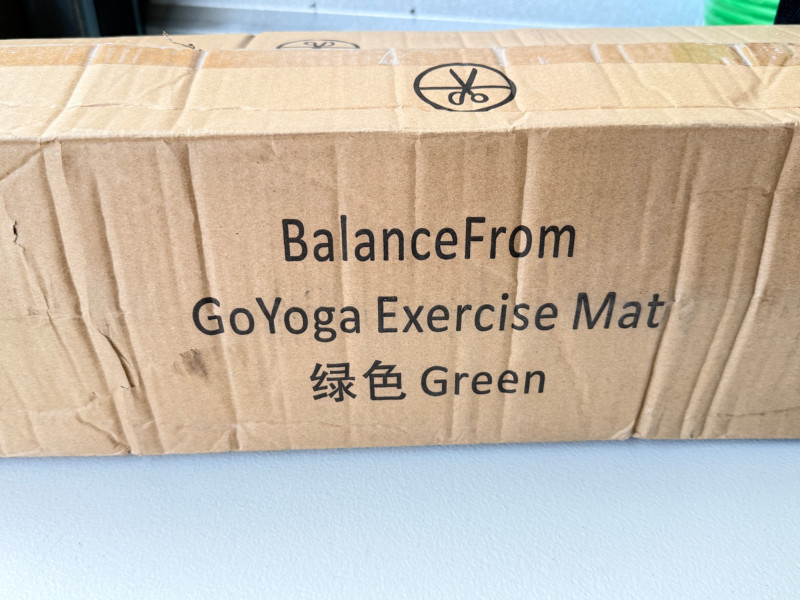 BalanceFrom
GoYoga Exercise Mat
绿色 Green